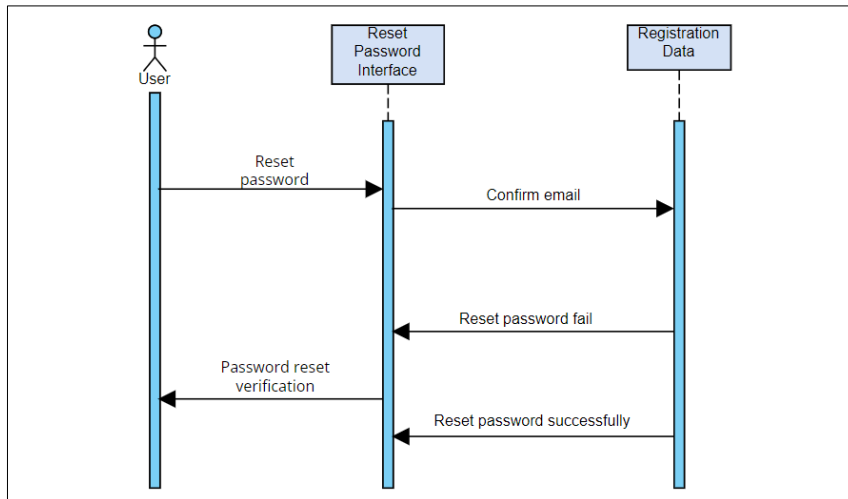 User
Reset
Password
Interface
Registration
Data
Reset
password
Confirm email
Reset password fail
Password reset
verification
Reset password successfully